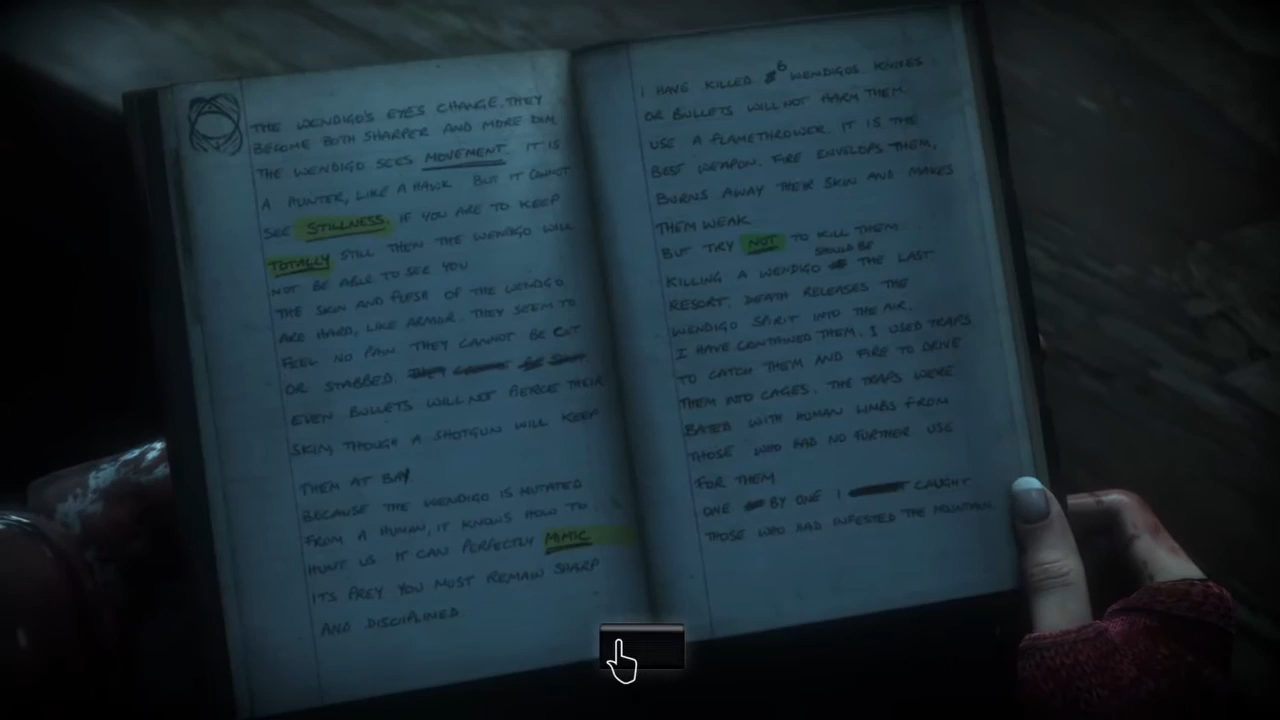 THE WENDIGO'S EYES CHANGE. THEY
BECOME BOTH SHARPER AND MORE DIM.
THE WENDIGO SEES MOVEMENT. IT IS
A HUNTER, LIKE A HAWK. BUT IT CANNOT
SEE STILLNESS. IF YOU ARE TO KEEP
TOTALLY STILL THEN THE WENDIGO WILL
NOT BE ABLE TO SEE YOU
THE SKIN AND FLESH OF THE WENDIGO
ARE HARD, LIKE ARMOR. THEY SEEM TO
FEEL NO PAIN. THEY CANNOT BE CUT
OR STABBED. THEY CANNOT BE SHOT
EVEN BULLETS WILL NOT PIERCE THEIR
SKIN, THOUGH A SHOTGUN WILL KEEP
THEM AT BAY.
BECAUSE THE WENDIGO IS MUTATED
FROM A HUMAN, IT KNOWS HOW TO
HUNT US IT CAN PERFECTLY MIMIC
ITS PREY YOU MUST REMAIN SHARP
AND DISCIPLINED
I HAVE KILLED 6 WENDIGOS. KNIVES
OR BULLETS WILL NOT HARM THEM.
USE A FLAMETHROWER. IT IS THE
BEST WEAPON. FIRE ENVELOPS THEM,
BURNS AWAY THEIR SKIN AND MAKES
THEM WEAK.
BUT TRY NOT TO KILL THEM
SHOULD BE
KILLING A WENDIGO THE LAST
RESORT. DEATH RELEASES THE
WENDIGO SPIRIT INTO THE AIR.
I HAVE CONTAINED THEM. I USED TRAPS
TO CATCH THEM AND FIRE TO DRIVE
THEM INTO CAGES. THE TRAPS WERE
BATED WITH HUMAN LIMBS FROM
THOSE WHO HAD NO FURTHER USE
FOR THEM
ONE BY ONE I CAUGHT
THOSE WHO HAD INFESTED THE MOUNTAIN.